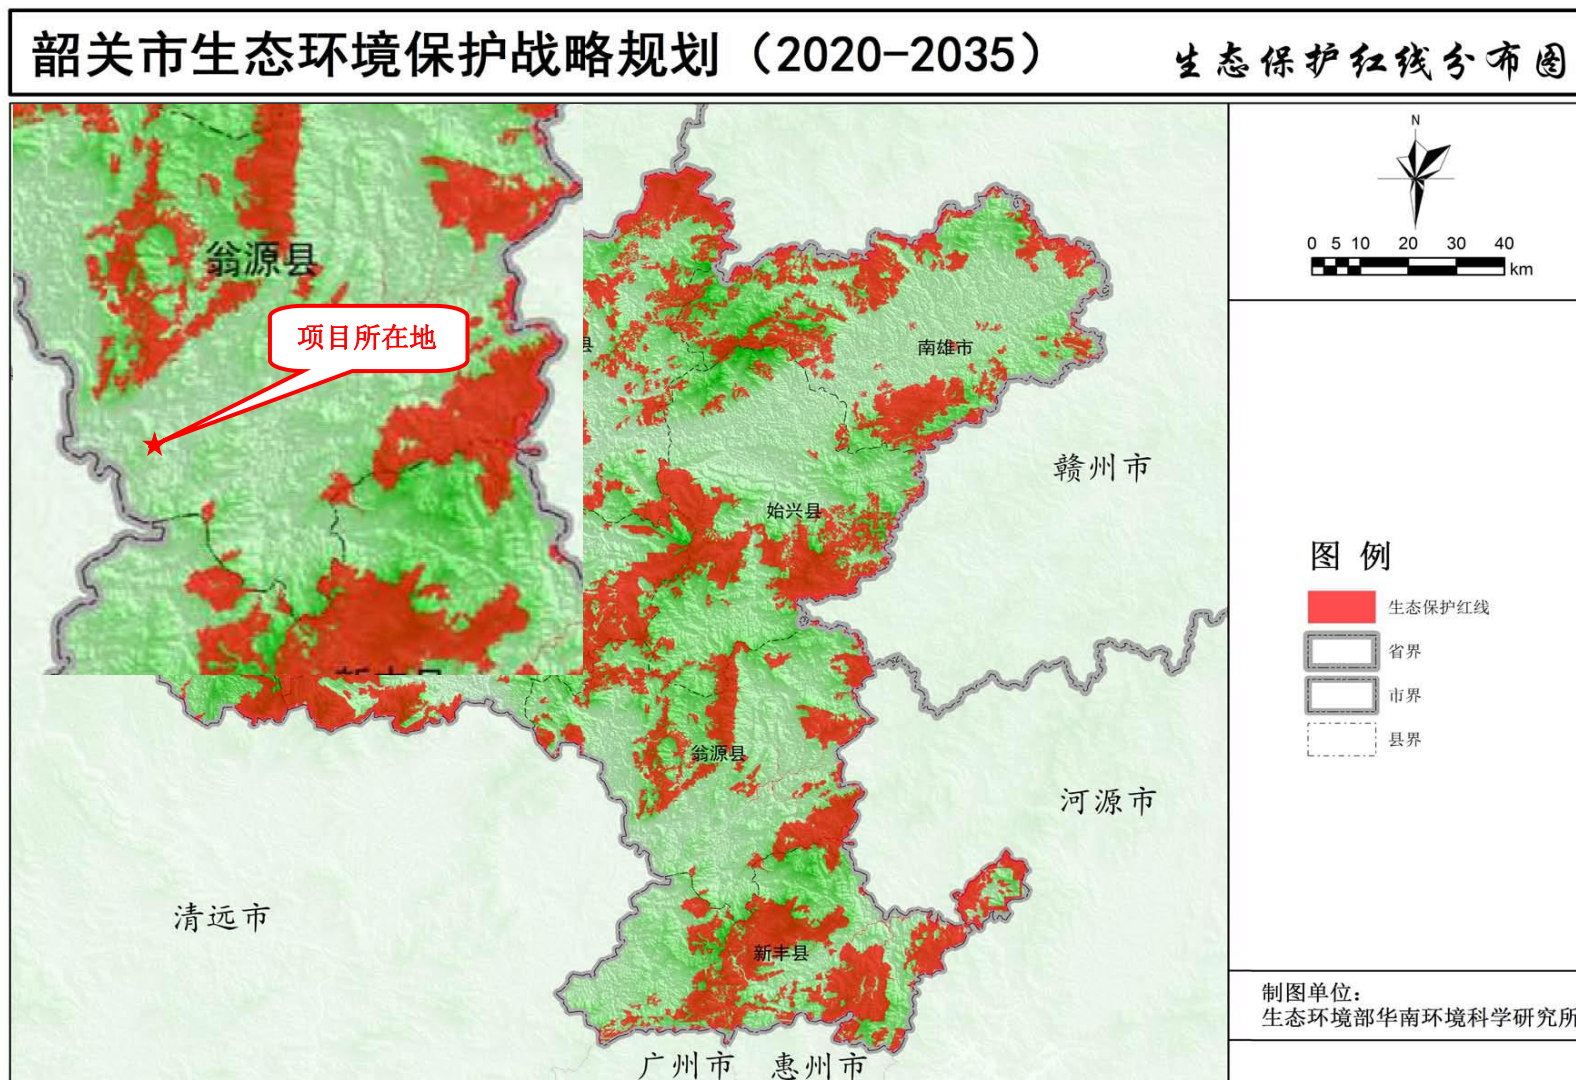 韶关市生态环境保护战略规划（2020-2035）
生态保护红线分布图
N
0 5 10 20 30 40
km
翁源县
项目所在地
南雄市
赣州市
始兴县
图 例
生态保护红线
省界
市界
县界
翁源县
河源市
清远市
新丰县
制图单位：
生态环境部华南环境科学研究所
广州市
惠州市